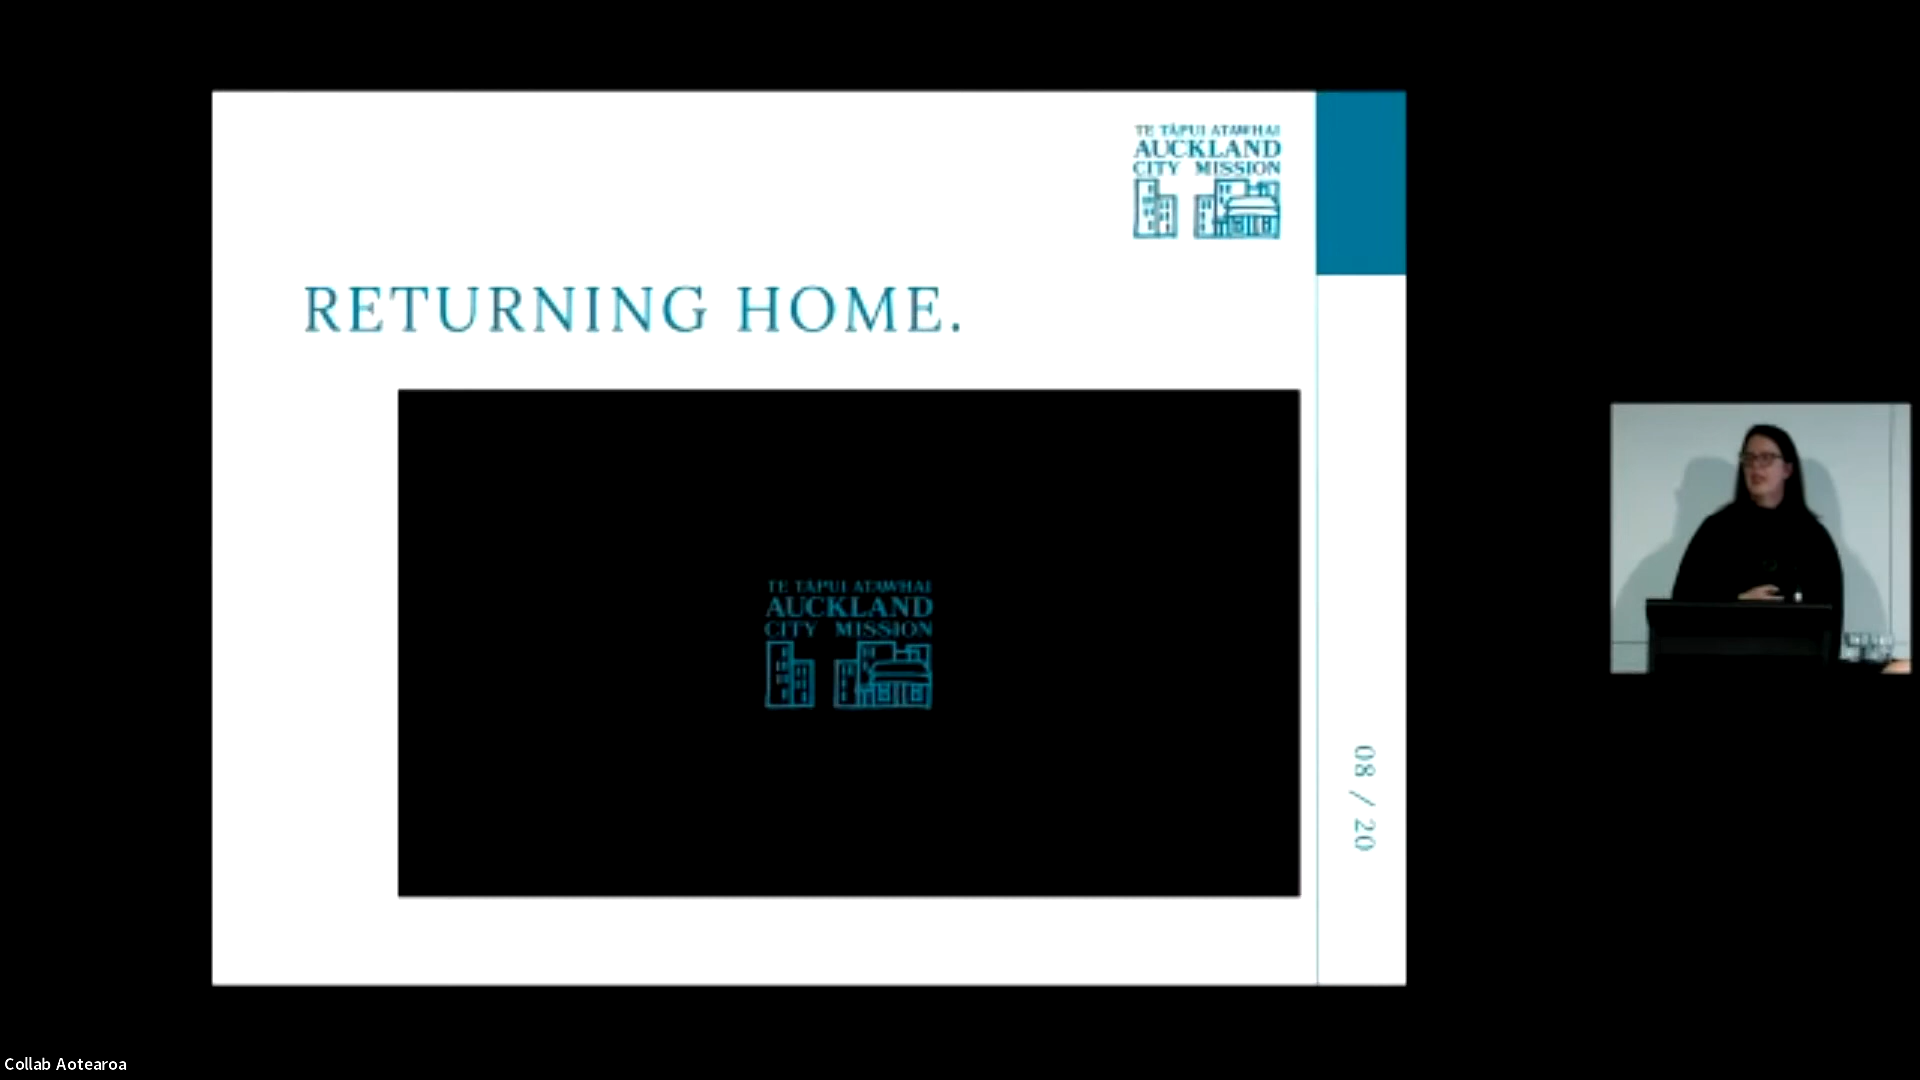 TE TĀPUI ATAWHAI
AUCKLAND
CITY MISSION
RETURNING HOME.
TE TĀPUI ATAWHAI
AUCKLAND
CITY MISSION
08 / 20
Collab Aotearoa